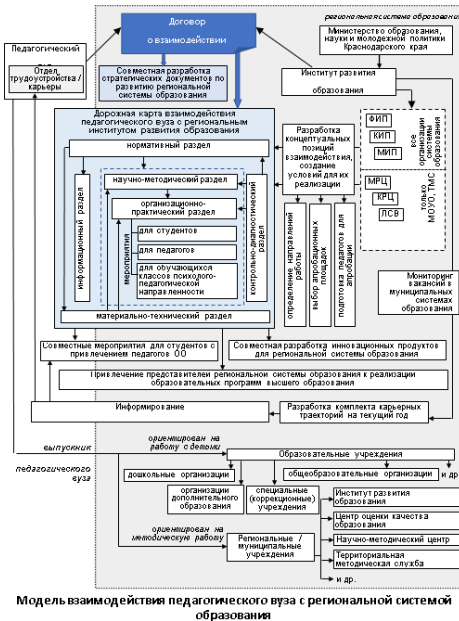 региональная система образования
Договор
о взаимодействии
Педагогический
Отдел
трудоустройства /
карьеры
Министерство образования,
науки и молодежной политики
Краснодарского края
Совместная разработка
стратегических документов по
развитию региональной
системы образования
Институт развития
образования
Дорожная карта взаимодействия
педагогического вуза с региональным
институтом развития образования
нормативный раздел
научно-методический раздел
организационно-
практический раздел
мероприятия
для студентов
для педагогов
для обучающихся
классов психолого-
педагогической
направленности
информационный раздел
контрольно-диагностический
раздел
материально-технический раздел
Разработка
концептуальных
позиций
взаимодействия,
создание
условий для их
реализации
определение направлений
работы
выбор апробационных
площадок
подготовка педагогов для
апробации
ФИП
КИП
МИП
все
организации
системы
образования
МРЦ
КРЦ
ЛСВ
только
МОУО, ТМС
Мониторинг
вакансий в
муниципальных
системах
образования
Совместные мероприятия для студентов с
привлечением педагогов ОО
Совместная разработка инновационных продуктов
для региональной системы образования
Привлечение представителей региональной системы образования к реализации
образовательных программ высшего образования
Информирование
Разработка комплекта карьерных
траекторий на текущий год
выпускник
педагогического
вуза
ориентирован на
работу с детьми
Образовательные учреждения
дошкольные организации
общеобразовательные организации
и др.
организации
дополнительного
образования
специальные
(коррекционные)
учреждения
ориентирован на
методическую работу
Региональные /
муниципальные
учреждения
Институт развития
образования
Центр оценки качества
образования
Научно-методический центр
Территориальная
методическая служба
и др.
Модель взаимодействия педагогического вуза с региональной системой
образования